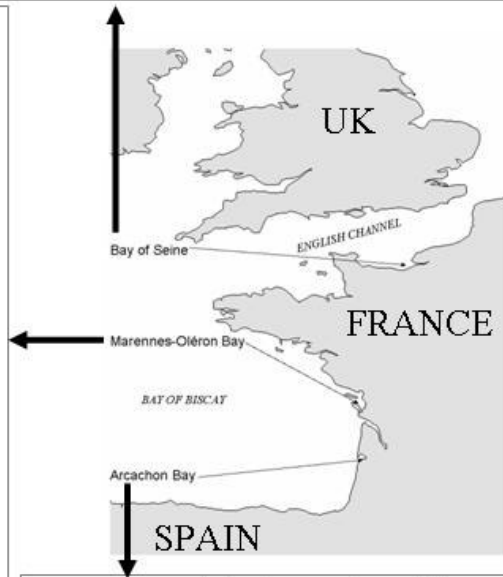 UK
ENGLISH CHANNEL
Bay of Seine
FRANCE
Marennes-Oléron Bay
BAY OF BISCAY
Arcachon Bay
SPAIN